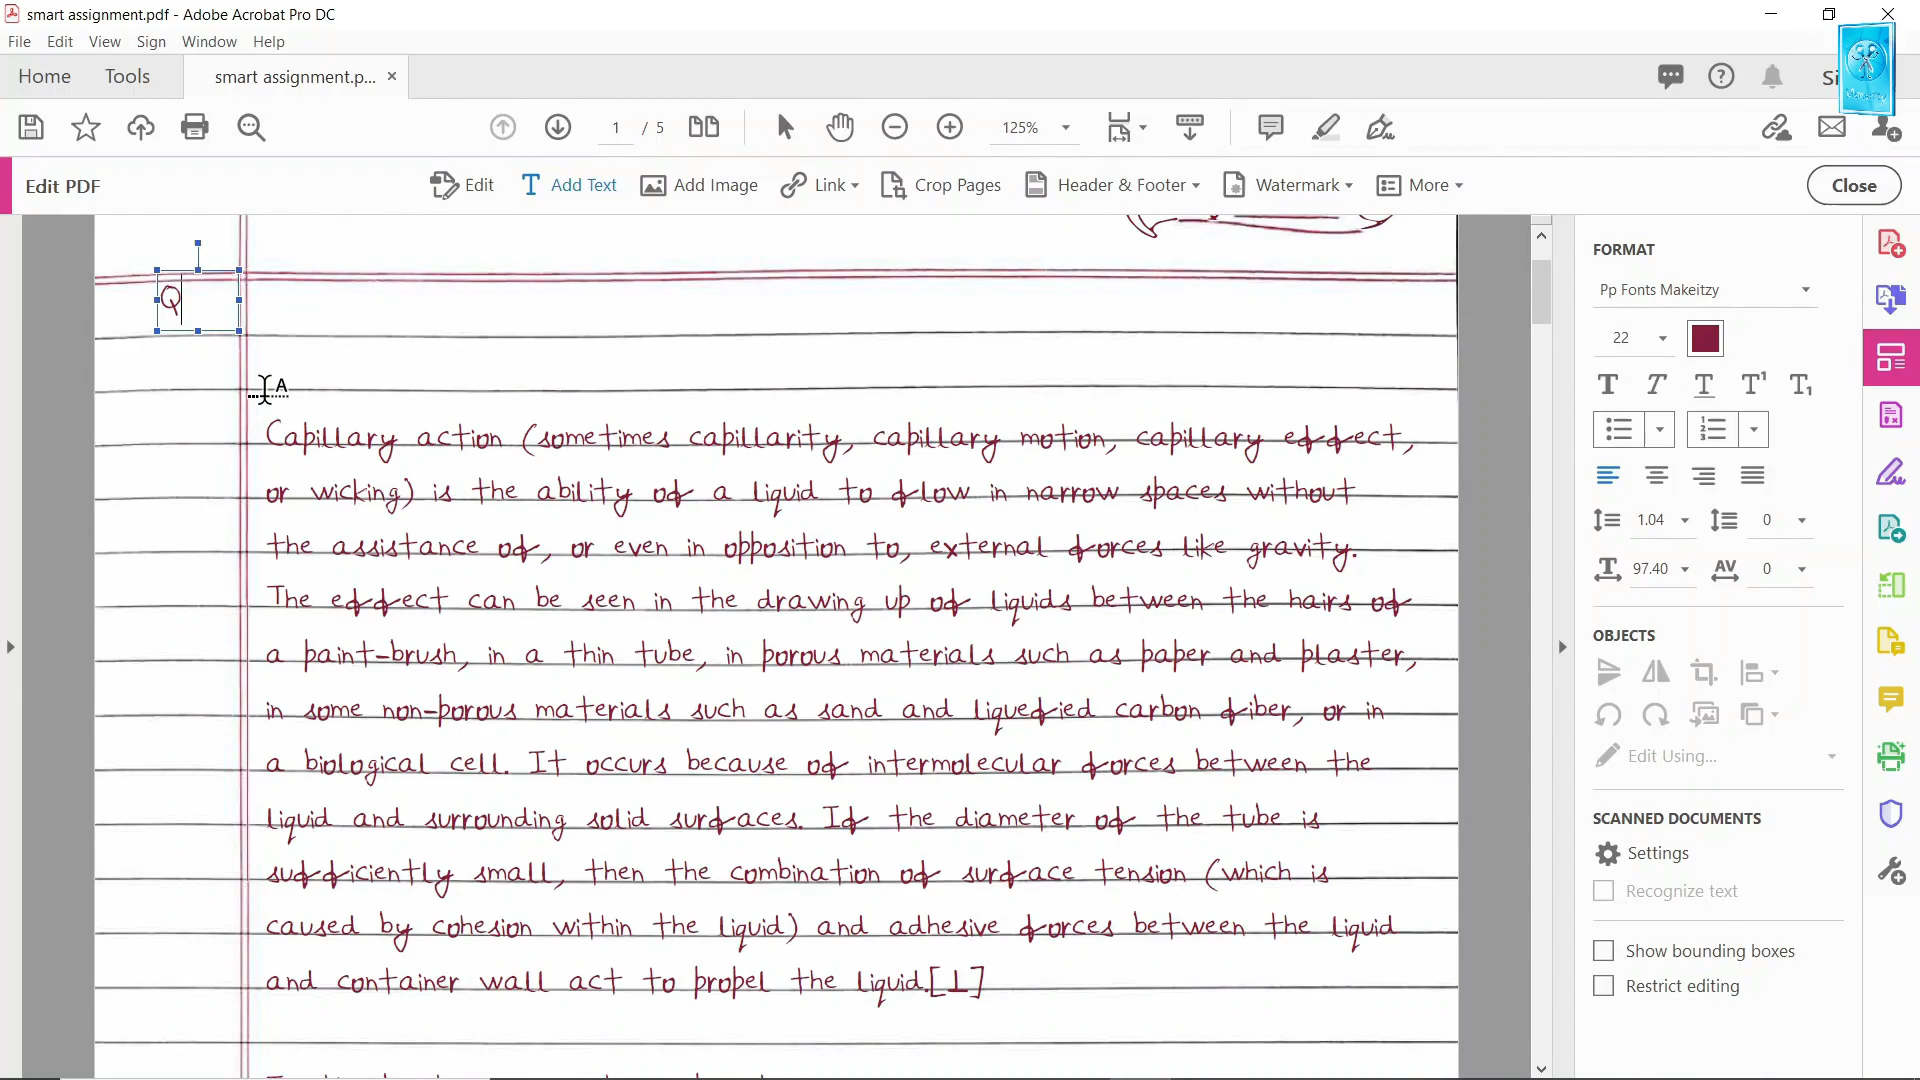 smart assignment.pdf - Adobe Acrobat Pro DC
File Edit View Sign Window Help
Home Tools smart assignment.p... ×
1 / 5 125%
Edit PDF Edit Add Text Add Image Link Crop Pages Header & Footer Watermark More Close
Q
Capillary action (sometimes capillarity, capillary motion, capillary effect,
or wicking) is the ability of a liquid to flow in narrow spaces without
the assistance of, or even in opposition to, external forces like gravity.
The effect can be seen in the drawing up of liquids between the hairs of
a paint-brush, in a thin tube, in porous materials such as paper and plaster,
in some non-porous materials such as sand and liquefied carbon fiber, or in
a biological cell. It occurs because of intermolecular forces between the
liquid and surrounding solid surfaces. If the diameter of the tube is
sufficiently small, then the combination of surface tension (which is
caused by cohesion within the liquid) and adhesive forces between the liquid
and container wall act to propel the liquid.[1]
FORMAT
Pp Fonts Makeitzy
22
1.04 0
97.40 AV 0
OBJECTS
Edit Using...
SCANNED DOCUMENTS
Settings
Recognize text
Show bounding boxes
Restrict editing